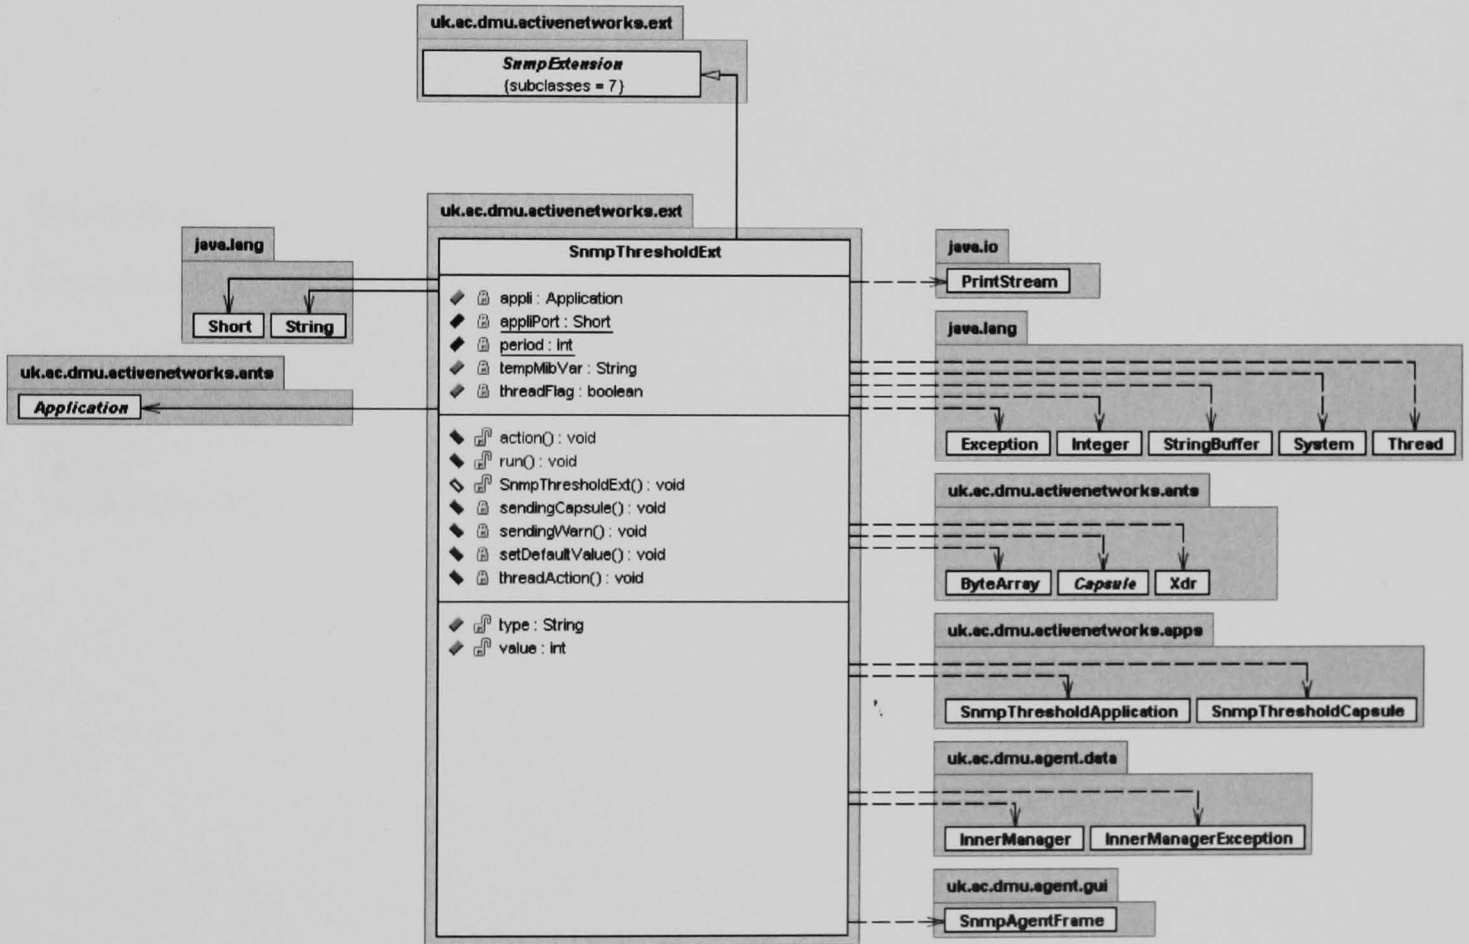 uk.ac.dmu.activenetworks.ext
SnmpExtension
{subclasses = 7}
uk.ac.dmu.activenetworks.ext
SnmpThresholdExt
appli : Application
appliPort : Short
period : int
tempMibVar : String
threadFlag : boolean
action() : void
run() : void
SnmpThresholdExt() : void
sendingCapsule() : void
sendingWarn() : void
setDefaultValue() : void
threadAction() : void
type : String
value : int
java.lang
Short String
uk.ac.dmu.activenetworks.ants
Application
java.io
PrintStream
java.lang
Exception Integer StringBuffer System Thread
uk.ac.dmu.activenetworks.ants
ByteArray Capsule Xdr
uk.ac.dmu.activenetworks.apps
SnmpThresholdApplication SnmpThresholdCapsule
uk.ac.dmu.agent.data
InnerManager InnerManagerException
uk.ac.dmu.agent.gui
SnmpAgentFrame